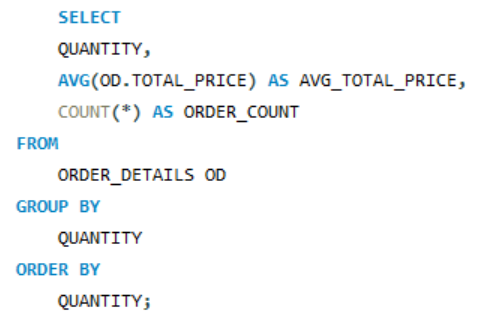 SELECT
QUANTITY,
AVG(OD.TOTAL_PRICE) AS AVG_TOTAL_PRICE,
COUNT(*) AS ORDER_COUNT
FROM
ORDER_DETAILS OD
GROUP BY
QUANTITY
ORDER BY
QUANTITY;